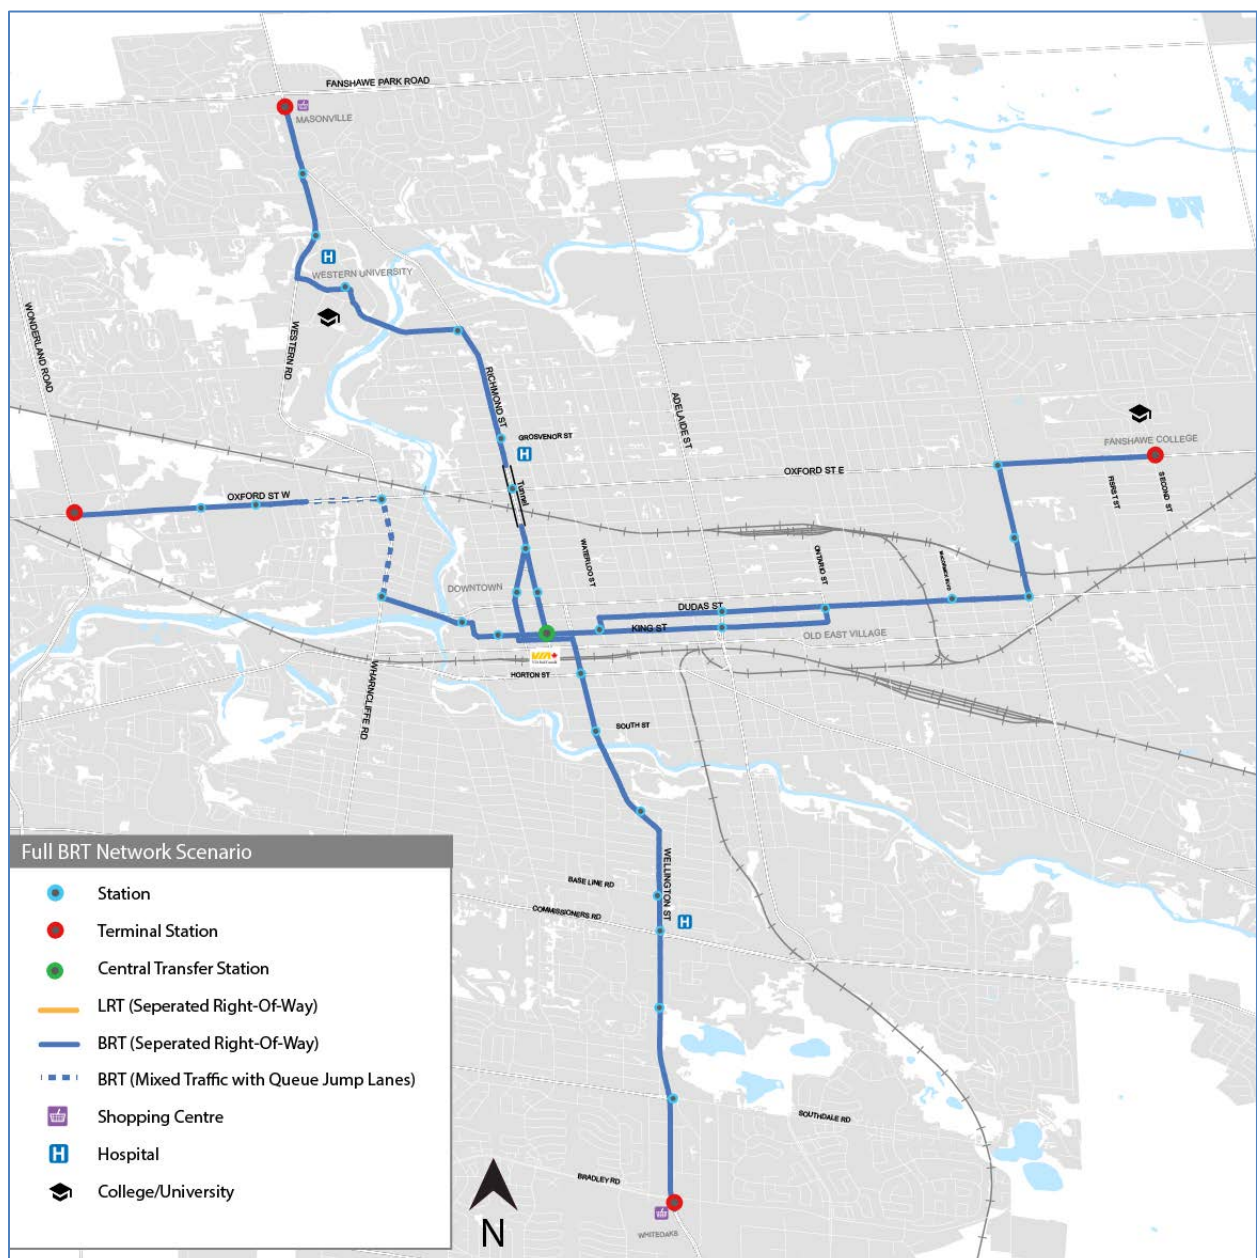 FANSHAWE PARK ROAD
MASONVILLE
H
WESTERN UNIVERSITY
WONDERLAND ROAD
WESTERN RD
RICHMOND ST
ADELAIDE ST
GROSVENOR ST
H
FANSHAWE COLLEGE
OXFORD ST E
Tunnel
SECOND ST
OXFORD ST W
WATERLOO ST
ONTARIO ST
DOWNTOWN
DUDAS ST
KING ST
OLD EAST VILLAGE
VIA
HORTON ST
WHARNCLIFFE RD
SOUTH ST
WELLINGTON ST
BASE LINE RD
COMMISSIONERS RD
H
SOUTHDALE RD
BRADLEY RD
WHITEOAKS
Full BRT Network Scenario
Station
Terminal Station
Central Transfer Station
LRT (Seperated Right-Of-Way)
BRT (Seperated Right-Of-Way)
BRT (Mixed Traffic with Queue Jump Lanes)
Shopping Centre
H Hospital
College/University
N